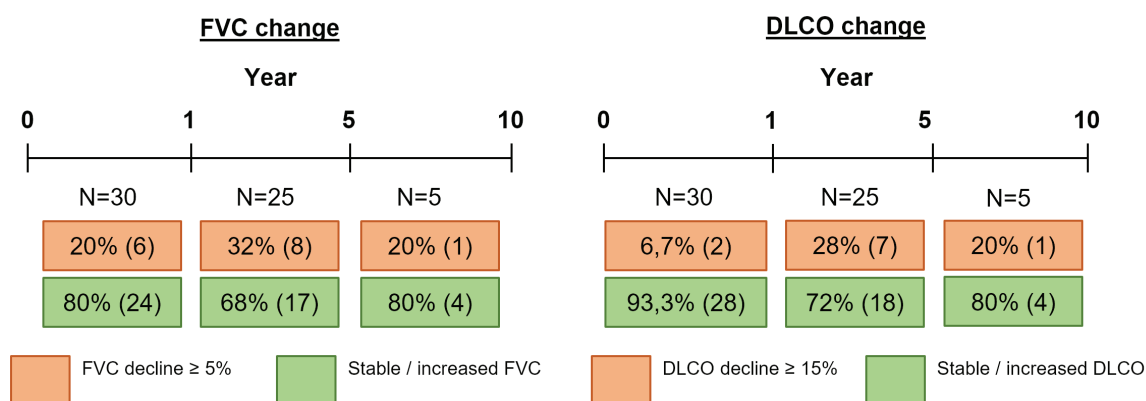 FVC change
Year
0 1 5 10
N=30 N=25 N=5
20% (6) 32% (8) 20% (1)
80% (24) 68% (17) 80% (4)
FVC decline ≥ 5% Stable / increased FVC
DLCO change
Year
0 1 5 10
N=30 N=25 N=5
6,7% (2) 28% (7) 20% (1)
93,3% (28) 72% (18) 80% (4)
DLCO decline ≥ 15% Stable / increased DLCO